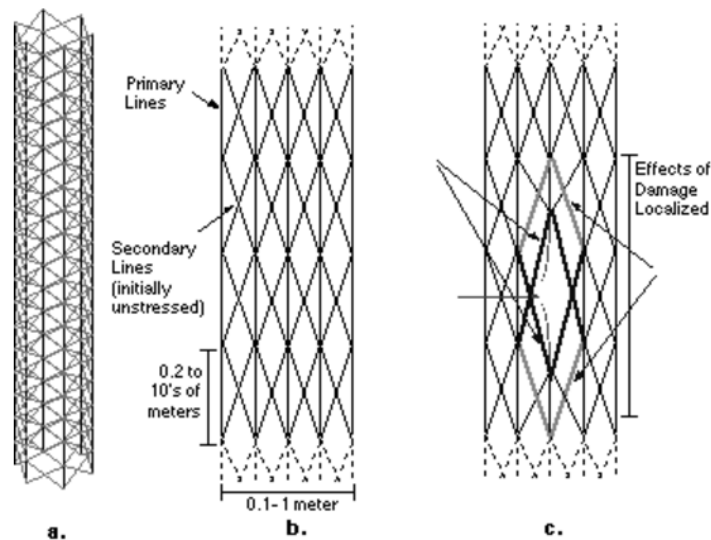 Primary
Lines
Secondary
Lines
(initially
unstressed)
0.2 to
10's of
meters
0.1-1 meter
Effects of
Damage
Localized
a.
b.
c.